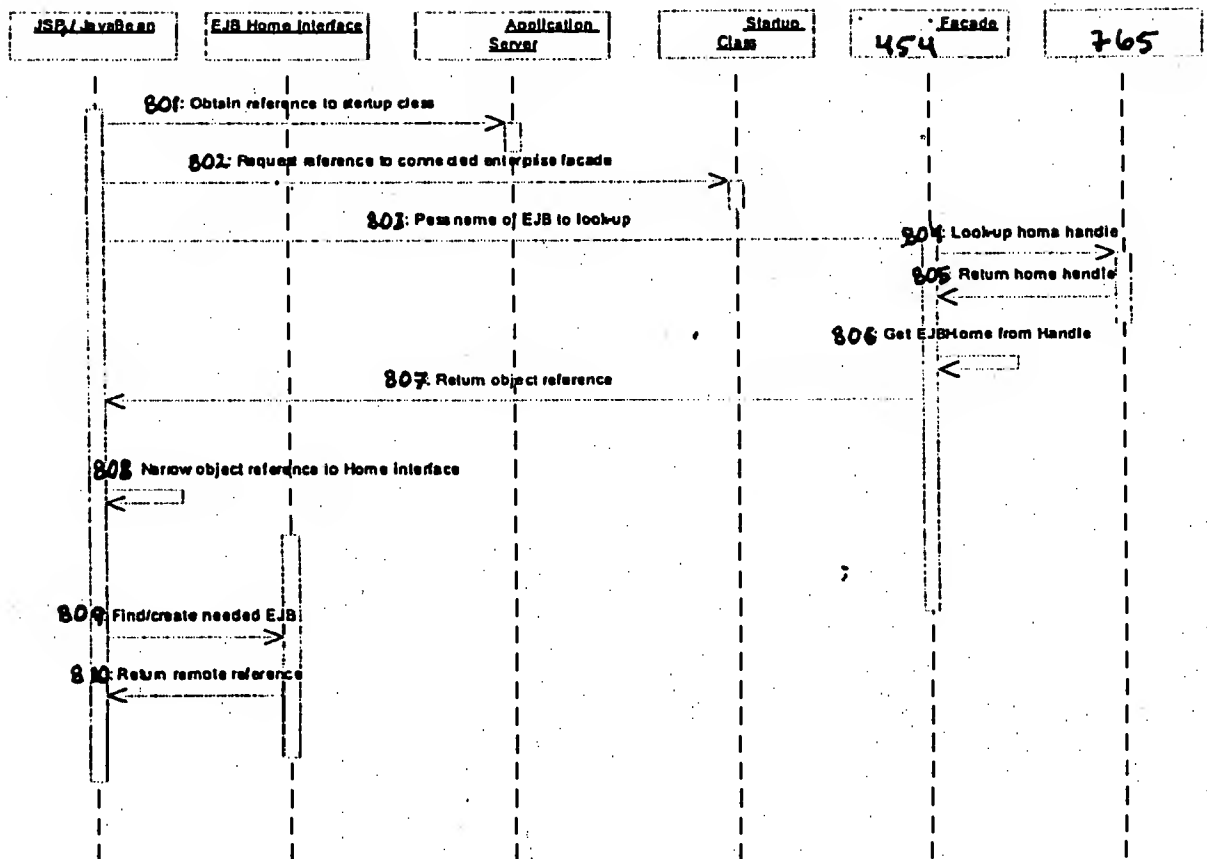 JSP / JavaBean
EJB Home Interface
Application
Server
Startup
Class
Facade
454
765
801: Obtain reference to startup class
802: Request reference to connected enterprise facade
803: Pass name of EJB to look-up
804: Look-up home handle
805 Return home handle
806: Get EJBHome from Handle
807: Return object reference
808 Narrow object reference to Home interface
809: Find/create needed EJB
810: Return remote reference